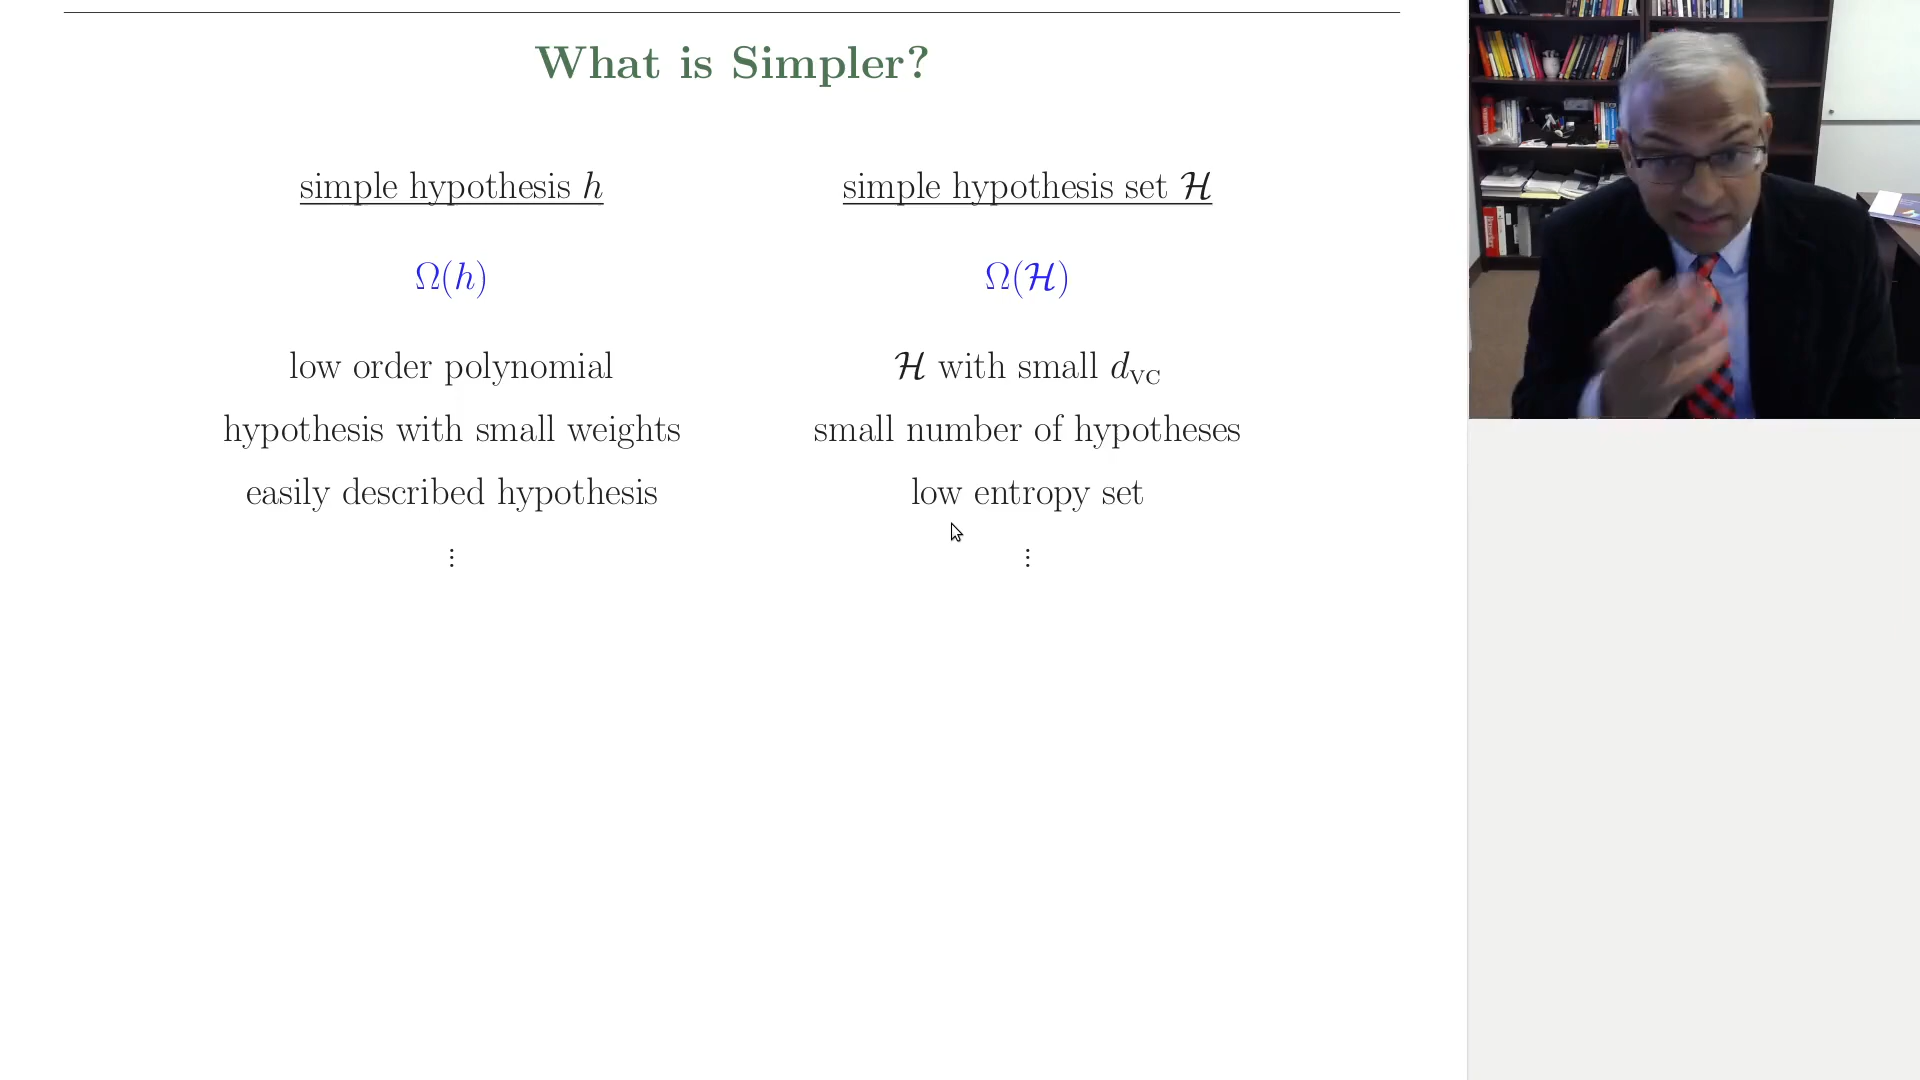 What is Simpler?
simple hypothesis h
simple hypothesis set ℋ
Ω(h)
Ω(ℋ)
low order polynomial
ℋ with small d_VC
hypothesis with small weights
small number of hypotheses
easily described hypothesis
low entropy set
⋮
⋮